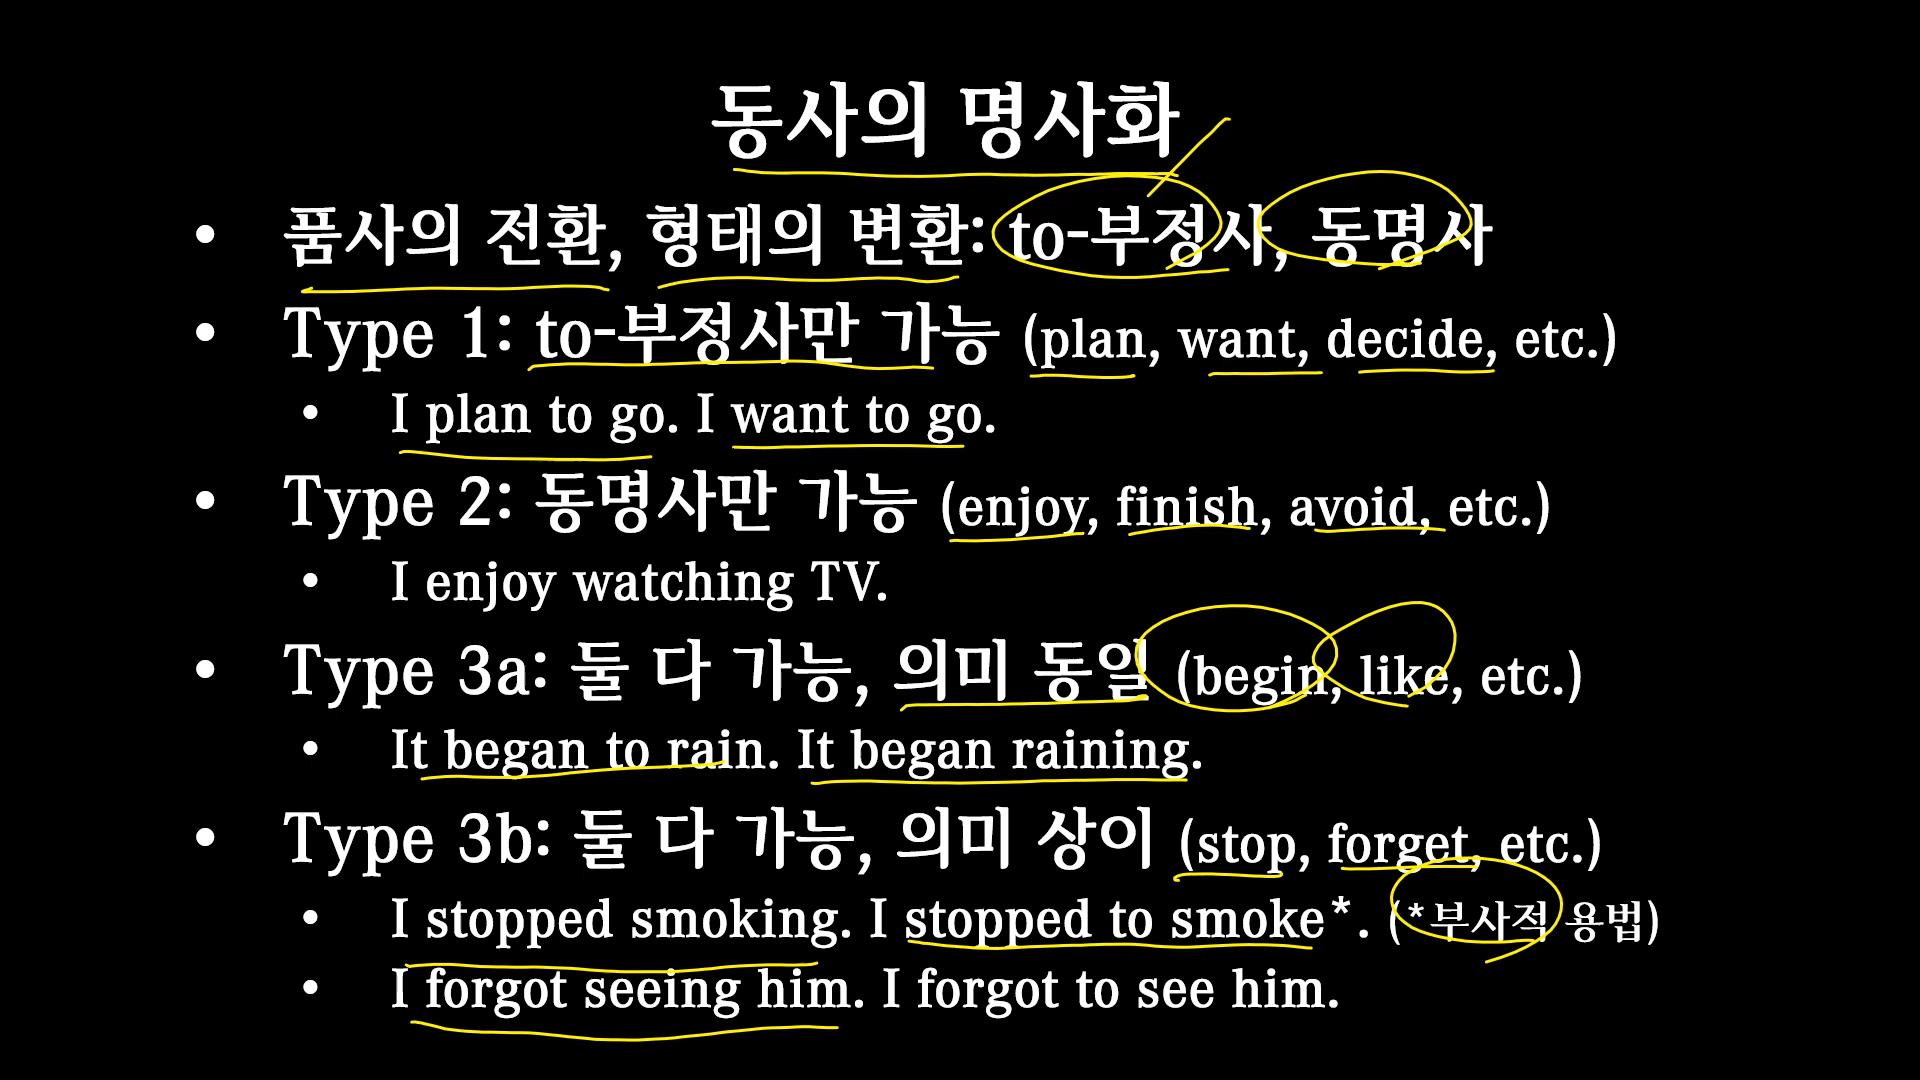 동사의 명사화
• 품사의 전환, 형태의 변환: to-부정사, 동명사
• Type 1: to-부정사만 가능 (plan, want, decide, etc.)
• I plan to go. I want to go.
• Type 2: 동명사만 가능 (enjoy, finish, avoid, etc.)
• I enjoy watching TV.
• Type 3a: 둘 다 가능, 의미 동일 (begin, like, etc.)
• It began to rain. It began raining.
• Type 3b: 둘 다 가능, 의미 상이 (stop, forget, etc.)
• I stopped smoking. I stopped to smoke*. (*부사적 용법)
• I forgot seeing him. I forgot to see him.